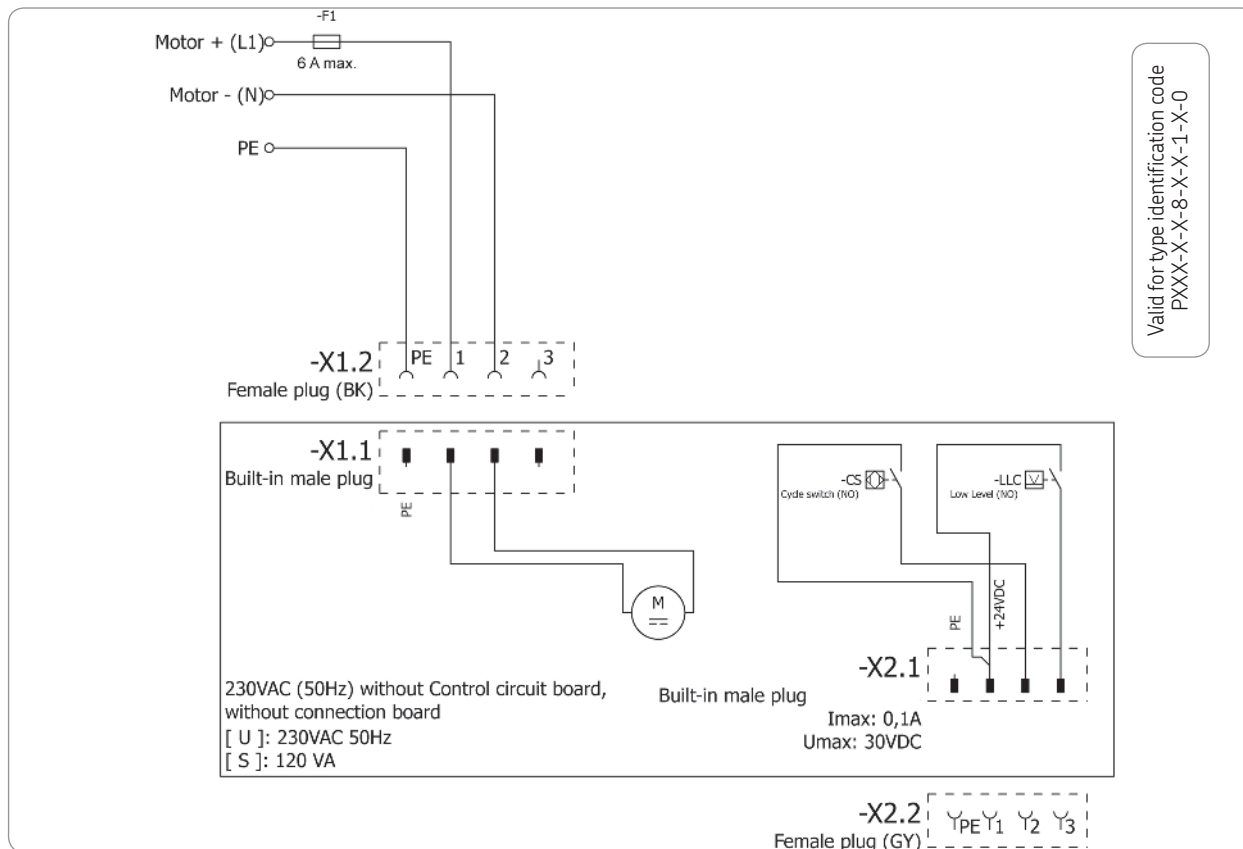 -F1
Motor + (L1)
6 A max.
Motor - (N)
PE
Valid for type identification code
PXXX-X-X-8-X-X-1-X-0
-X1.2
PE 1 2 3
Female plug (BK)
-X1.1
Built-in male plug
PE
-CS
Cycle switch (NO)
-LLC
Low Level (NO)
M
PE
+24VDC
-X2.1
Built-in male plug
Imax: 0,1A
Umax: 30VDC
230VAC (50Hz) without Control circuit board,
without connection board
[ U ]: 230VAC 50Hz
[ S ]: 120 VA
-X2.2
PE 1 2 3
Female plug (GY)